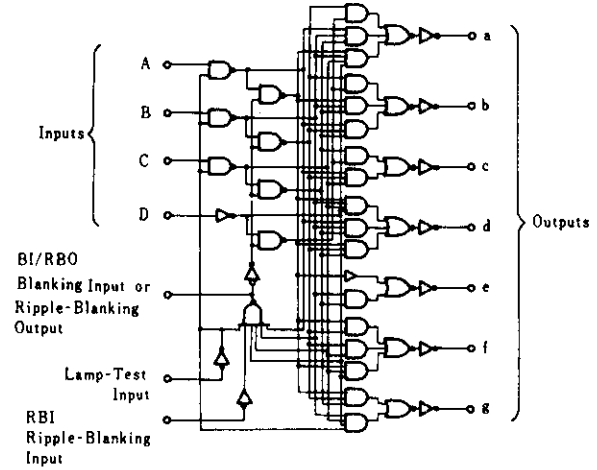 A
B
Inputs
C
D
BI/RBO
Blanking Input or
Ripple-Blanking
Output
Lamp-Test
Input
RBI
Ripple-Blanking
Input
a
b
c
d
Outputs
e
f
g